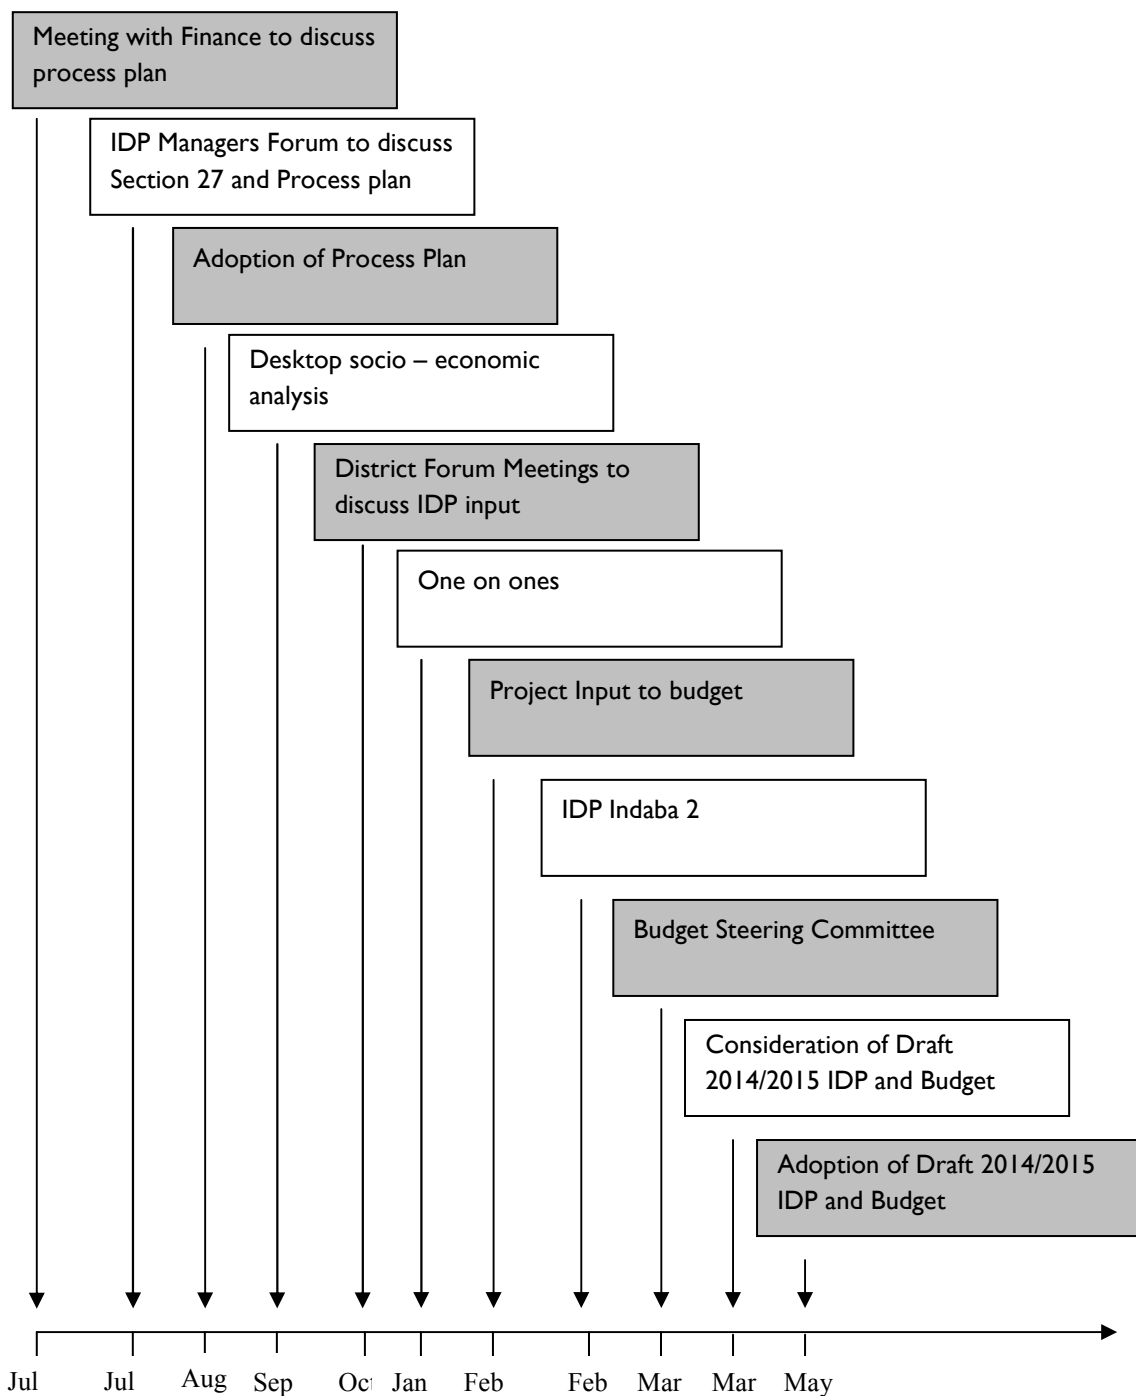 Meeting with Finance to discuss
process plan
IDP Managers Forum to discuss
Section 27 and Process plan
Adoption of Process Plan
Desktop socio – economic
analysis
District Forum Meetings to
discuss IDP input
One on ones
Project Input to budget
IDP Indaba 2
Budget Steering Committee
Consideration of Draft
2014/2015 IDP and Budget
Adoption of Draft 2014/2015
IDP and Budget
Jul Jul Aug Sep Oct Jan Feb Feb Mar Mar May